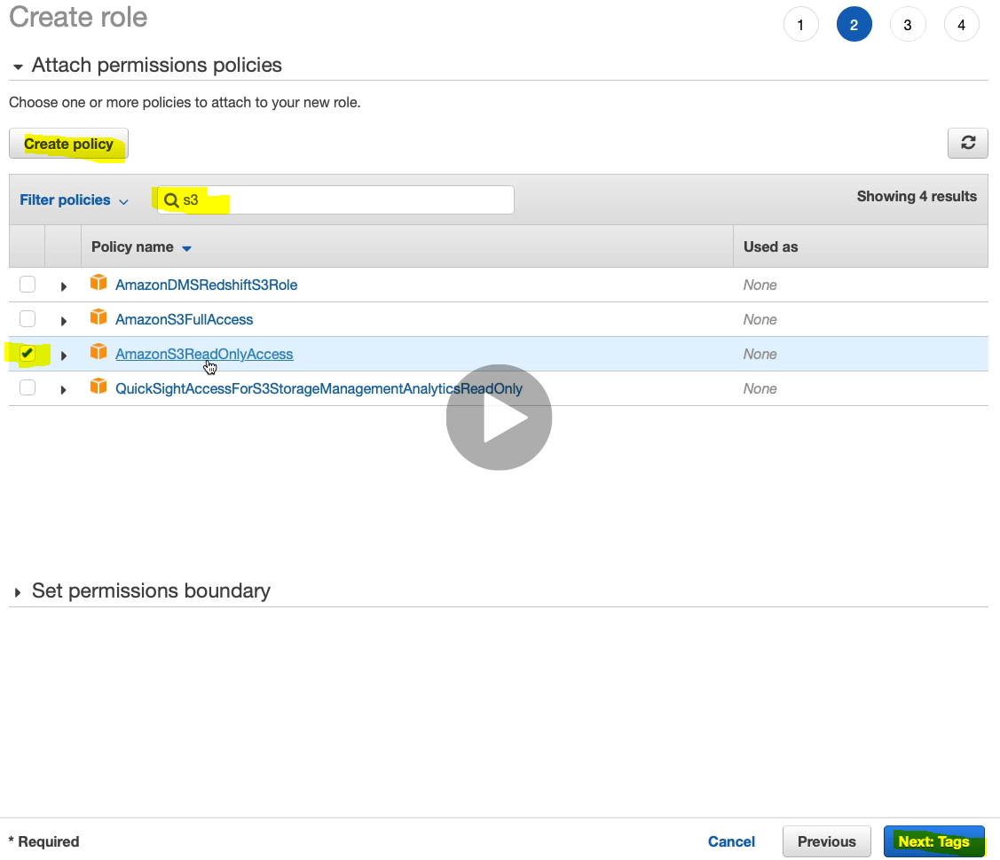 Create role
1 2 3 4
Attach permissions policies
Choose one or more policies to attach to your new role.
Create policy
Filter policies s3 Showing 4 results
Policy name Used as
AmazonDMSRedshiftS3Role None
AmazonS3FullAccess None
AmazonS3ReadOnlyAccess None
QuickSightAccessForS3StorageManagementAnalyticsReadOnly None
Set permissions boundary
* Required Cancel Previous Next: Tags